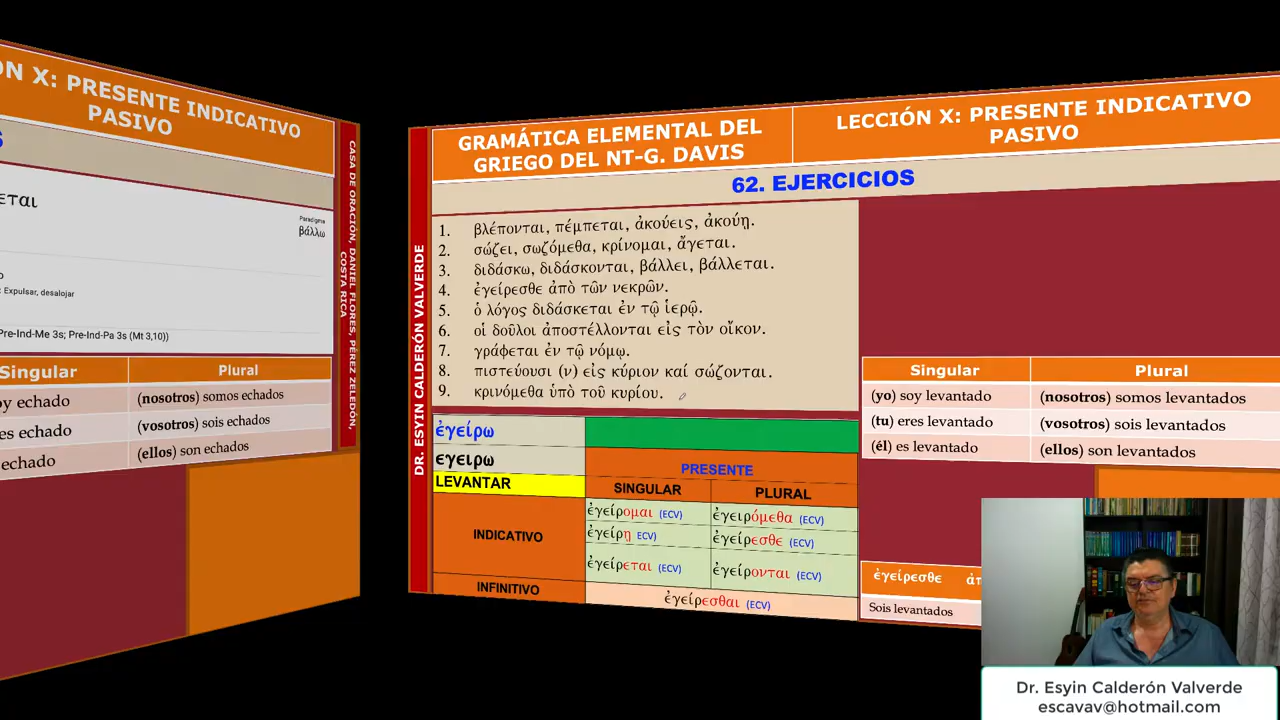 ÓN X: PRESENTE INDICATIVO
PASIVO
S
εται
Paradigma
βάλλω
o
: Expulsar, desalojar
Pre-Ind-Me 3s; Pre-Ind-Pa 3s (Mt 3,10))
Singular Plural
oy echado (nosotros) somos echados
es echado (vosotros) sois echados
echado (ellos) son echados
CASA DE ORACIÓN, DANIEL FLORES, PÈREZ ZELEDÓN,
COSTA RICA
DR. ESYIN CALDERÓN VALVERDE
GRAMÁTICA ELEMENTAL DEL
GRIEGO DEL NT-G. DAVIS
LECCIÓN X: PRESENTE INDICATIVO
PASIVO
62. EJERCICIOS
1. βλέπονται, πέμπεται, ἀκούεις, ἀκούῃ.
2. σώζει, σωζόμεθα, κρίνομαι, ἄγεται.
3. διδάσκω, διδάσκονται, βάλλει, βάλλεται.
4. ἐγείρεσθε ἀπὸ τῶν νεκρῶν.
5. ὁ λόγος διδάσκεται ἐν τῷ ἱερῷ.
6. οἱ δοῦλοι ἀποστέλλονται εἰς τὸν οἶκον.
7. γράφεται ἐν τῷ νόμῳ.
8. πιστεύουσι (ν) εἰς κύριον καί σώζονται.
9. κρινόμεθα ὑπὸ τοῦ κυρίου.
ἐγείρω
εγειρω
LEVANTAR
PRESENTE
SINGULAR PLURAL
INDICATIVO
ἐγείρομαι (ECV) ἐγειρόμεθα (ECV)
ἐγείρῃ ECV) ἐγείρεσθε (ECV)
ἐγείρεται (ECV) ἐγείρονται (ECV)
INFINITIVO ἐγείρεσθαι (ECV)
Singular Plural
(yo) soy levantado (nosotros) somos levantados
(tu) eres levantado (vosotros) sois levantados
(él) es levantado (ellos) son levantados
ἐγείρεσθε ἀπ
Sois levantados
Dr. Esyin Calderón Valverde
escavav@hotmail.com